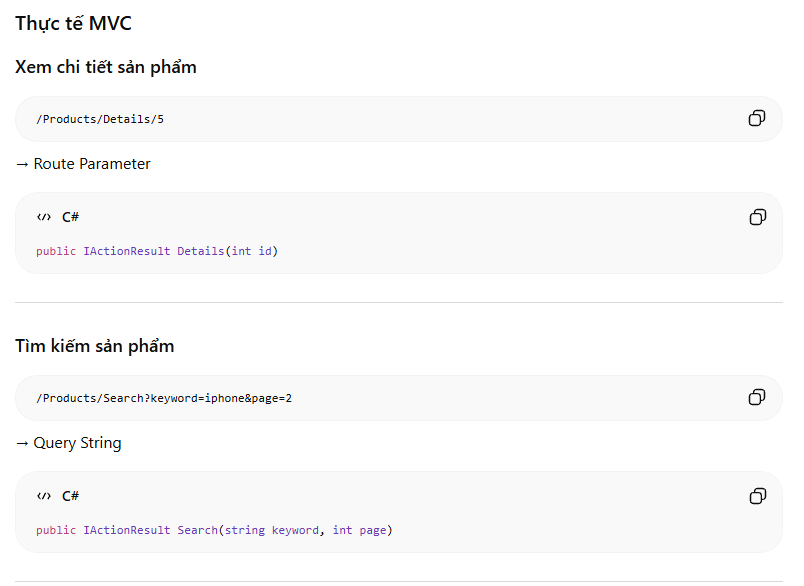 Thực tế MVC
Xem chi tiết sản phẩm
/Products/Details/5
→ Route Parameter
</> C#
public IActionResult Details(int id)
Tìm kiếm sản phẩm
/Products/Search?keyword=iphone&page=2
→ Query String
</> C#
public IActionResult Search(string keyword, int page)